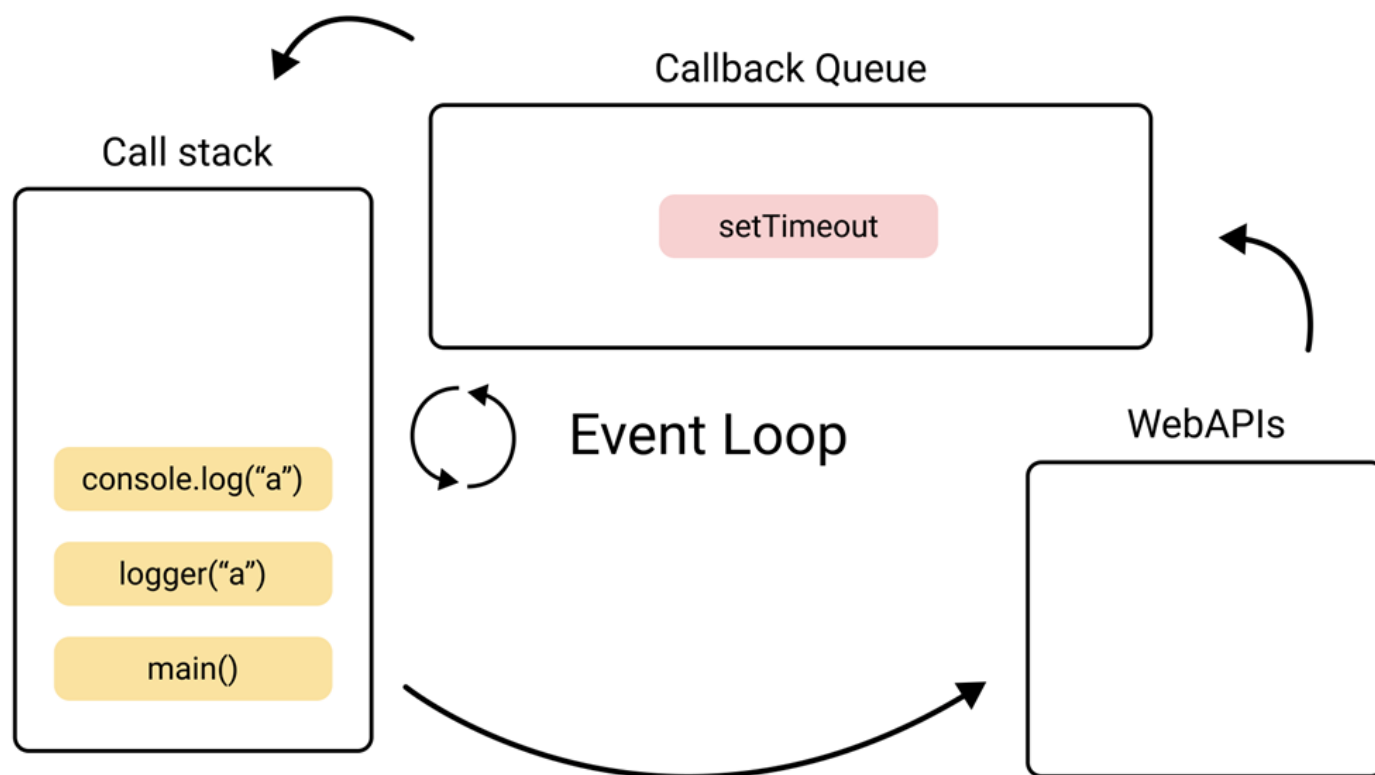 Callback Queue
Call stack
setTimeout
Event Loop
WebAPIs
console.log(“a”)
logger(“a”)
main()